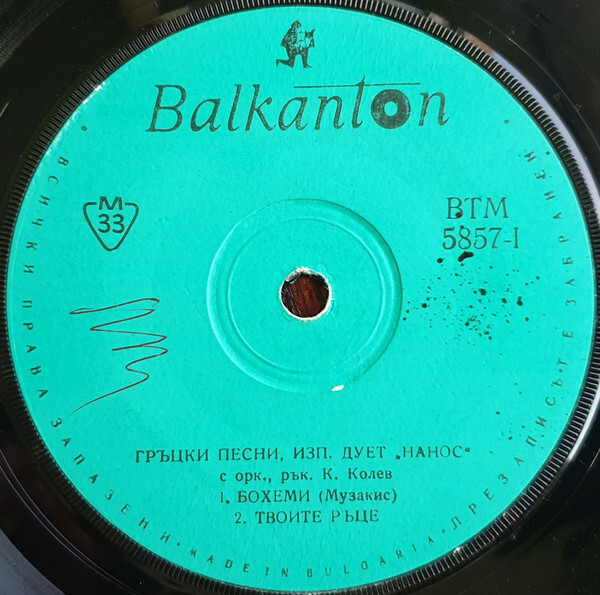 Balkanton
M
33
ВТМ
5857-I
ГРЪЦКИ ПЕСНИ, ИЗП. ДУЕТ „НАНОС“
с орк., рък. К. Колев
1. БОХЕМИ (Музакис)
2. ТВОИТЕ РЪЦЕ
• ВСИЧКИ ПРАВА ЗАПАЗЕНИ • MADE IN BULGARIA • ПРЕЗАПИСЪТ Е ЗАБРАНЕН •